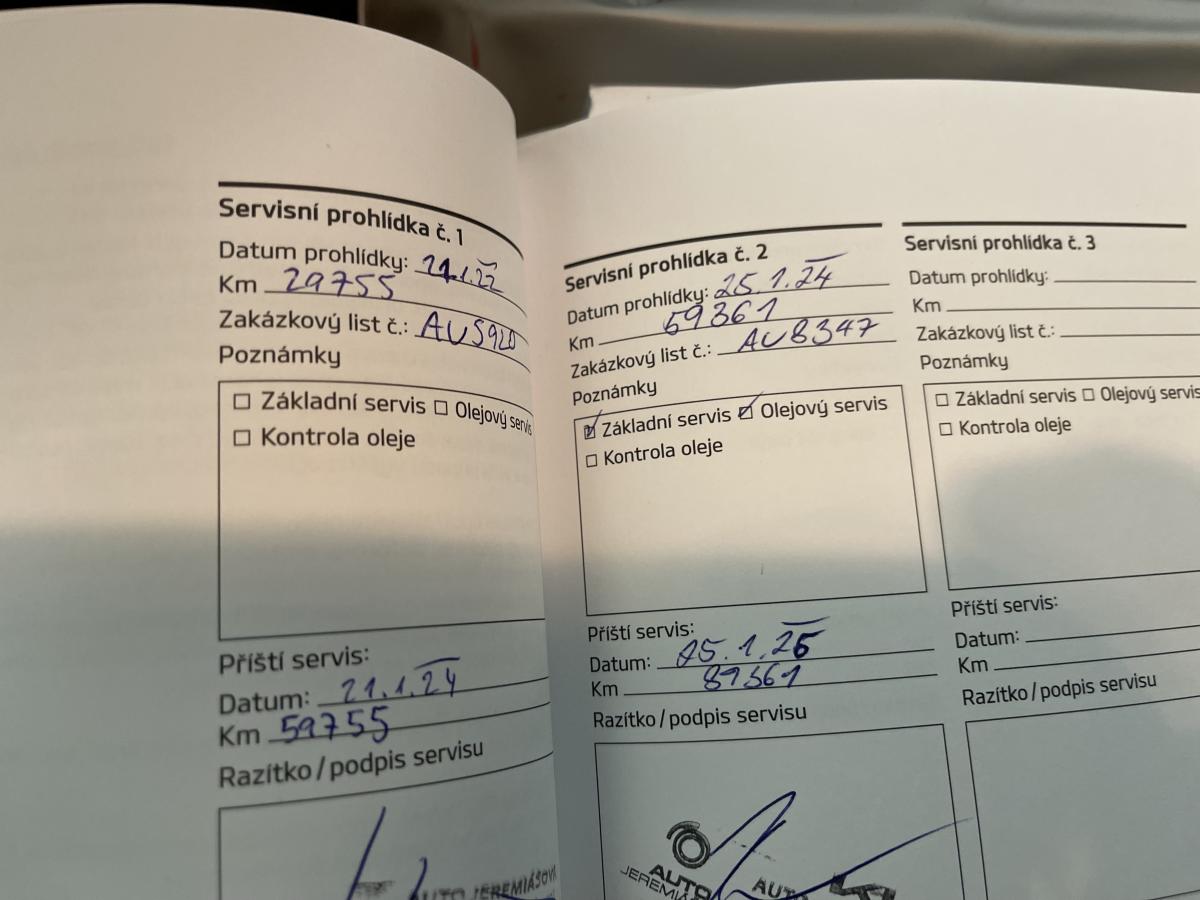 Servisní prohlídka č. 1
Datum prohlídky: 21.1.22
Km 29755
Zakázkový list č.: AU5920
Poznámky
Základní servis Olejový servis
Kontrola oleje
Příští servis:
Datum: 21.1.24
Km 59755
Razítko / podpis servisu
AUTO JEREMIÁŠOVA
Servisní prohlídka č. 2
Datum prohlídky: 25.1.24
Km 59361
Zakázkový list č.: AU8347
Poznámky
Základní servis Olejový servis
Kontrola oleje
Příští servis:
Datum: 25.1.26
Km 89361
Razítko / podpis servisu
AUTO
AUTO
Servisní prohlídka č. 3
Datum prohlídky:
Km
Zakázkový list č.:
Poznámky
Základní servis Olejový servis
Kontrola oleje
Příští servis:
Datum:
Km
Razítko / podpis servisu